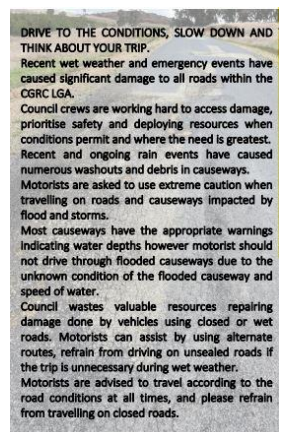 DRIVE TO THE CONDITIONS, SLOW DOWN AND
THINK ABOUT YOUR TRIP.
Recent wet weather and emergency events have
caused significant damage to all roads within the
CGRC LGA.
Council crews are working hard to access damage,
prioritise safety and deploying resources when
conditions permit and where the need is greatest.
Recent and ongoing rain events have caused
numerous washouts and debris in causeways.
Motorists are asked to use extreme caution when
travelling on roads and causeways impacted by
flood and storms.
Most causeways have the appropriate warnings
indicating water depths however motorist should
not drive through flooded causeways due to the
unknown condition of the flooded causeway and
speed of water.
Council wastes valuable resources repairing
damage done by vehicles using closed or wet
roads. Motorists can assist by using alternate
routes, refrain from driving on unsealed roads if
the trip is unnecessary during wet weather.
Motorists are advised to travel according to the
road conditions at all times, and please refrain
from travelling on closed roads.